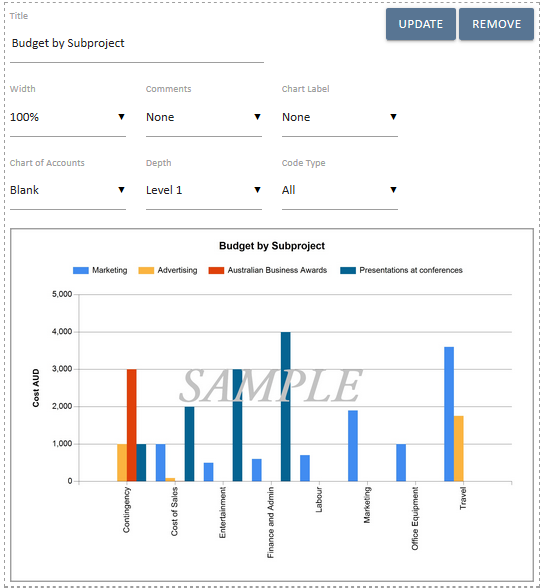 Title
UPDATE REMOVE
Budget by Subproject
Width Comments Chart Label
100% None None
Chart of Accounts Depth Code Type
Blank Level 1 All
Budget by Subproject
Marketing Advertising Australian Business Awards Presentations at conferences
5,000
4,000
3,000
2,000
1,000
0
Cost AUD
SAMPLE
Contingency
Cost of Sales
Entertainment
Finance and Admin
Labour
Marketing
Office Equipment
Travel